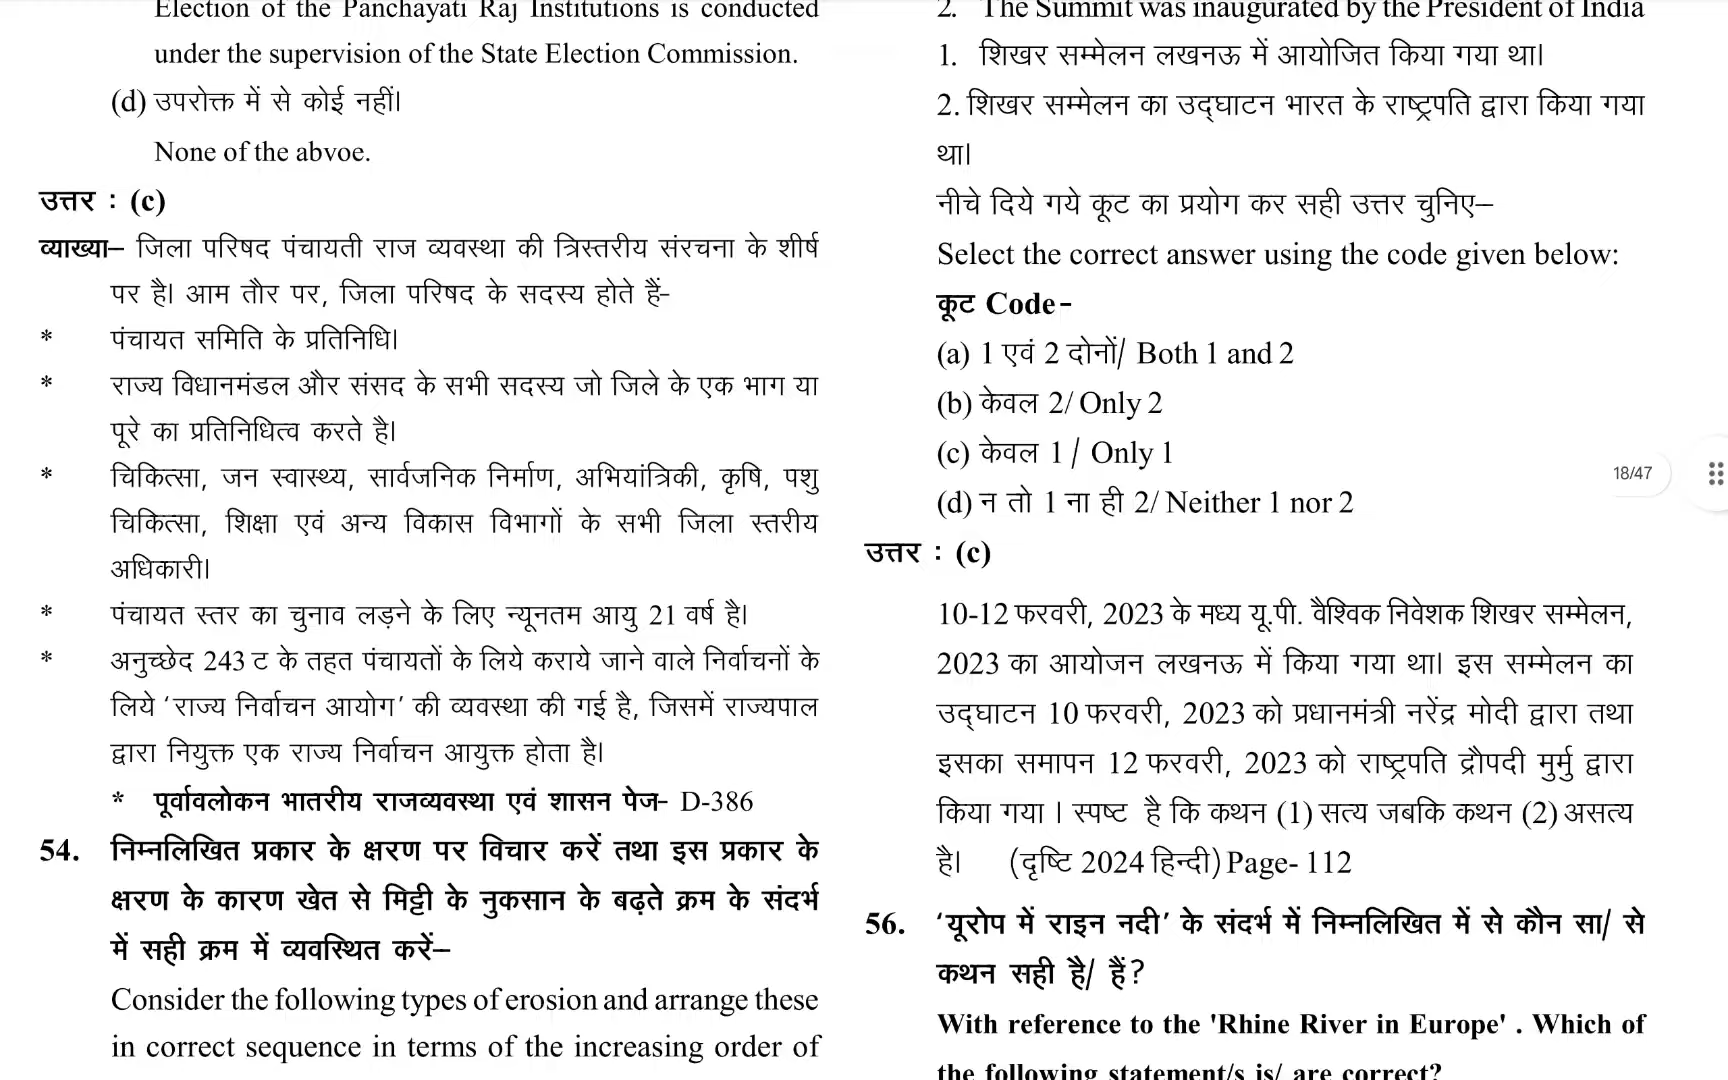 Election of the Panchayati Raj Institutions is conducted
under the supervision of the State Election Commission.
(d) उपरोक्त में से कोई नहीं।
None of the abvoe.
उत्तर : (c)
व्याख्या– जिला परिषद पंचायती राज व्यवस्था की त्रिस्तरीय संरचना के शीर्ष
पर है। आम तौर पर, जिला परिषद के सदस्य होते हैं-
* पंचायत समिति के प्रतिनिधि।
* राज्य विधानमंडल और संसद के सभी सदस्य जो जिले के एक भाग या
पूरे का प्रतिनिधित्व करते है।
* चिकित्सा, जन स्वास्थ्य, सार्वजनिक निर्माण, अभियांत्रिकी, कृषि, पशु
चिकित्सा, शिक्षा एवं अन्य विकास विभागों के सभी जिला स्तरीय
अधिकारी।
* पंचायत स्तर का चुनाव लड़ने के लिए न्यूनतम आयु 21 वर्ष है।
* अनुच्छेद 243 ट के तहत पंचायतों के लिये कराये जाने वाले निर्वाचनों के
लिये ‘राज्य निर्वाचन आयोग’ की व्यवस्था की गई है, जिसमें राज्यपाल
द्वारा नियुक्त एक राज्य निर्वाचन आयुक्त होता है।
* पूर्वावलोकन भातरीय राजव्यवस्था एवं शासन पेज- D-386
54. निम्नलिखित प्रकार के क्षरण पर विचार करें तथा इस प्रकार के
क्षरण के कारण खेत से मिट्टी के नुकसान के बढ़ते क्रम के संदर्भ
में सही क्रम में व्यवस्थित करें–
Consider the following types of erosion and arrange these
in correct sequence in terms of the increasing order of
2. The Summit was inaugurated by the President of India
1. शिखर सम्मेलन लखनऊ में आयोजित किया गया था।
2. शिखर सम्मेलन का उद्घाटन भारत के राष्ट्रपति द्वारा किया गया
था।
नीचे दिये गये कूट का प्रयोग कर सही उत्तर चुनिए–
Select the correct answer using the code given below:
कूट Code-
(a) 1 एवं 2 दोनों/ Both 1 and 2
(b) केवल 2/ Only 2
(c) केवल 1 / Only 1
(d) न तो 1 ना ही 2/ Neither 1 nor 2
उत्तर : (c)
10-12 फरवरी, 2023 के मध्य यू.पी. वैश्विक निवेशक शिखर सम्मेलन,
2023 का आयोजन लखनऊ में किया गया था। इस सम्मेलन का
उद्घाटन 10 फरवरी, 2023 को प्रधानमंत्री नरेंद्र मोदी द्वारा तथा
इसका समापन 12 फरवरी, 2023 को राष्ट्रपति द्रौपदी मुर्मु द्वारा
किया गया । स्पष्ट है कि कथन (1) सत्य जबकि कथन (2) असत्य
है। (दृष्टि 2024 हिन्दी) Page- 112
56. ‘यूरोप में राइन नदी’ के संदर्भ में निम्नलिखित में से कौन सा/ से
कथन सही है/ हैं?
With reference to the 'Rhine River in Europe' . Which of
the following statement/s is/ are correct?
18/47